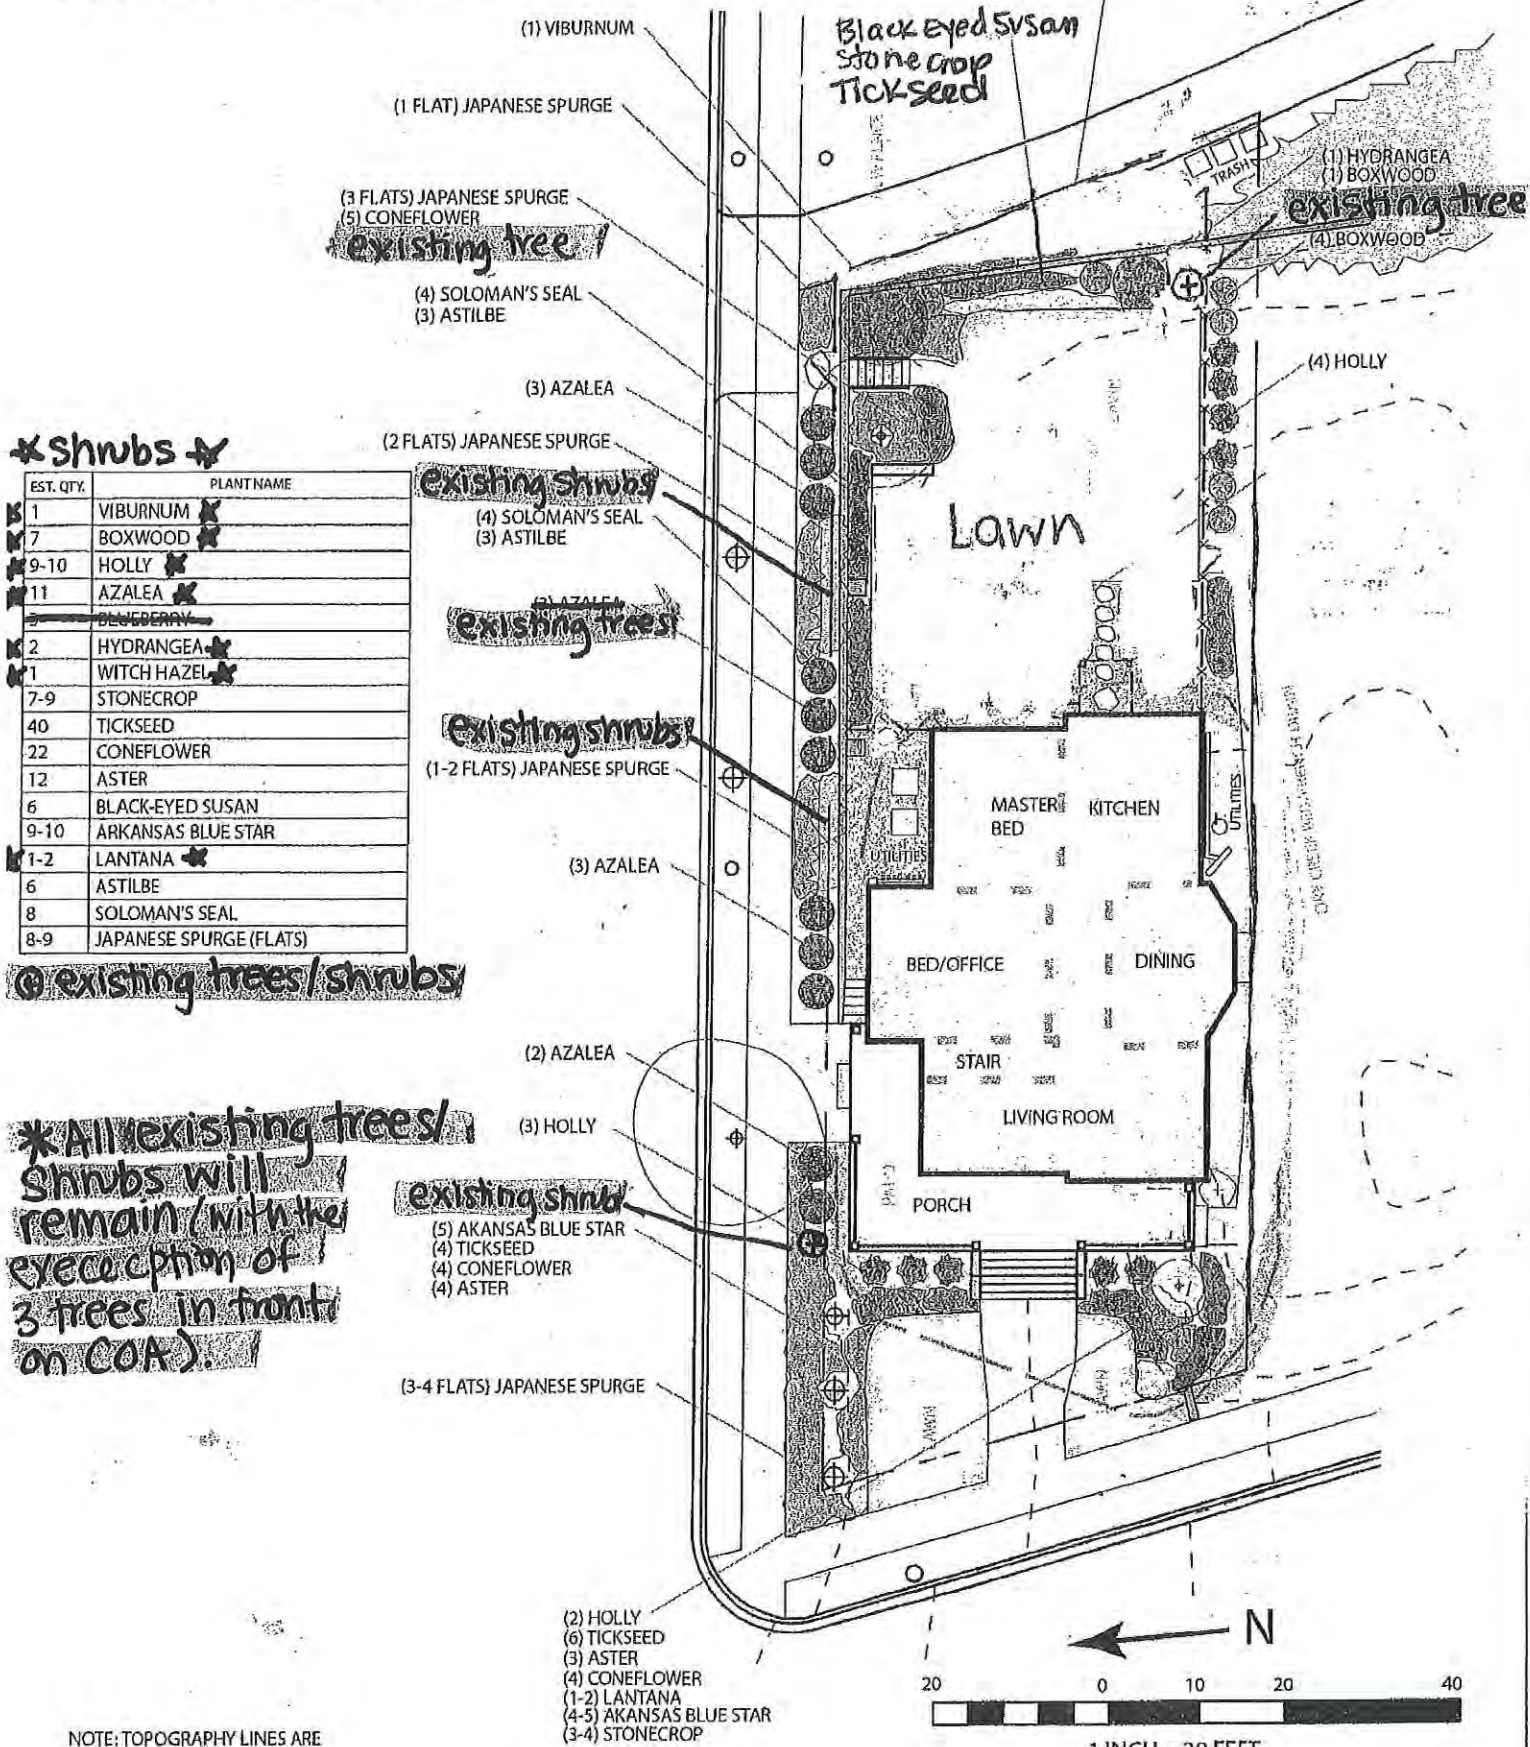 (1) VIBURNUM
Black Eyed Susan
Stone crop
Tick seed
(1 FLAT) JAPANESE SPURGE
TRASH
(1) HYDRANGEA
(1) BOXWOOD
existing tree
(4) BOXWOOD
(3 FLATS) JAPANESE SPURGE
(5) CONEFLOWER
existing tree
(4) SOLOMAN'S SEAL
(3) ASTILBE
(4) HOLLY
(3) AZALEA
(2 FLATS) JAPANESE SPURGE
existing shrubs
(4) SOLOMAN'S SEAL
(3) ASTILBE
Lawn
(3) AZALEA
existing trees
existing shrubs
(1-2 FLATS) JAPANESE SPURGE
(3) AZALEA
* shrubs *
EST. QTY. PLANT NAME
1 VIBURNUM
7 BOXWOOD
9-10 HOLLY
11 AZALEA
3 BLUEBERRY
2 HYDRANGEA
1 WITCH HAZEL
7-9 STONECROP
40 TICKSEED
22 CONEFLOWER
12 ASTER
6 BLACK-EYED SUSAN
9-10 ARKANSAS BLUE STAR
1-2 LANTANA
6 ASTILBE
8 SOLOMAN'S SEAL
8-9 JAPANESE SPURGE (FLATS)
⊕ existing trees/shrubs
MASTER BED
KITCHEN
UTILITIES
UTILITIES
BED/OFFICE
DINING
STAIR
LIVING ROOM
PORCH
(2) AZALEA
(3) HOLLY
existing shrub
(5) AKANSAS BLUE STAR
(4) TICKSEED
(4) CONEFLOWER
(4) ASTER
* All existing trees/
Shrubs will
remain (with the
exececption of
3 trees in front
on COA).
(3-4 FLATS) JAPANESE SPURGE
LAWN
LAWN
(2) HOLLY
(6) TICKSEED
(3) ASTER
(4) CONEFLOWER
(1-2) LANTANA
(4-5) AKANSAS BLUE STAR
(3-4) STONECROP
N
20 0 10 20 40
NOTE: TOPOGRAPHY LINES ARE